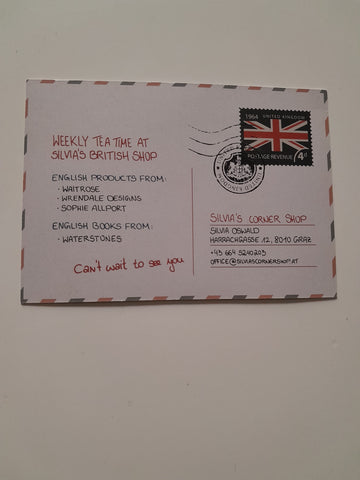 1964 UNITED KINGDOM
POSTAGE REVENUE 4D
WEEKLY TEA TIME AT
SILVIA'S BRITISH SHOP
ENGLISH PRODUCTS FROM:
- WAITROSE
- WRENDALE DESIGNS
- SOPHIE ALLPORT
ENGLISH BOOKS FROM:
- WATERSTONES
Can't wait to see you
SILVIA'S CORNER SHOP
SILVIA OSWALD
HARRACHGASSE 12, 8010 GRAZ
+43 664 5240203
OFFICE@SILVIASCORNERSHOP.AT